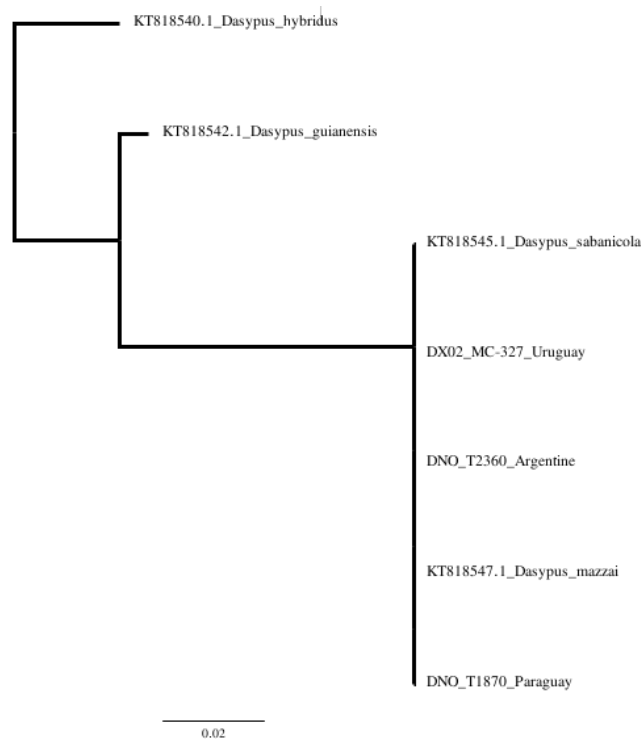 KT818540.1_Dasypus_hybridus
KT818542.1_Dasypus_guianensis
KT818545.1_Dasypus_sabanicola
DX02_MC-327_Uruguay
DNO_T2360_Argentine
KT818547.1_Dasypus_mazzai
DNO_T1870_Paraguay
0.02